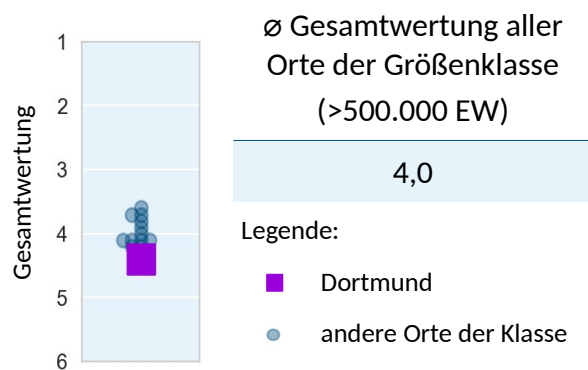 ø Gesamtwertung aller
Orte der Größenklasse
(>500.000 EW)
4,0
Legende:
Dortmund
andere Orte der Klasse
Gesamtwertung
1
2
3
4
5
6